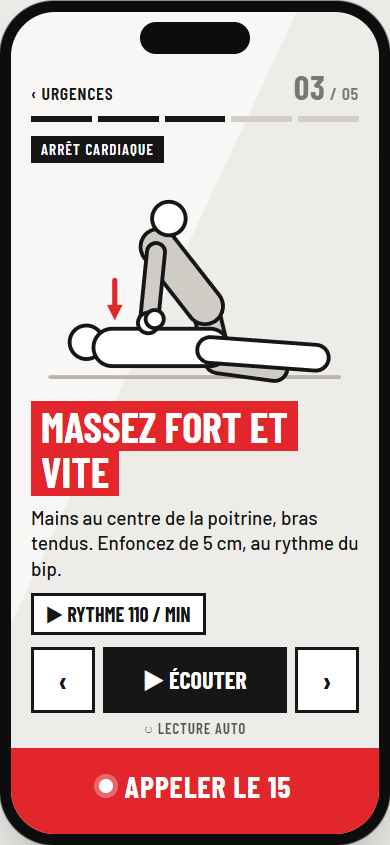 ‹ URGENCES
03 / 05
ARRÊT CARDIAQUE
MASSEZ FORT ET
VITE
Mains au centre de la poitrine, bras
tendus. Enfoncez de 5 cm, au rythme du
bip.
▶ RYTHME 110 / MIN
‹
▶ ÉCOUTER
›
○ LECTURE AUTO
APPELER LE 15